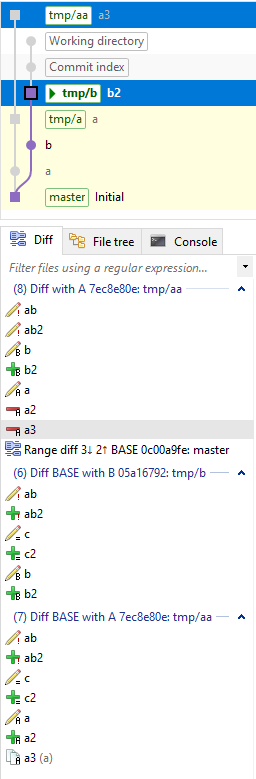 tmp/aa a3
Working directory
Commit index
tmp/b b2
tmp/a a
b
a
master Initial
Diff File tree Console
Filter files using a regular expression...
(8) Diff with A 7ec8e80e: tmp/aa
ab
ab2
b
b2
a
a2
a3
Range diff 3↓ 2↑ BASE 0c00a9fe: master
(6) Diff BASE with B 05a16792: tmp/b
ab
ab2
c
c2
b
b2
(7) Diff BASE with A 7ec8e80e: tmp/aa
ab
ab2
c
c2
a
a2
a3 (a)